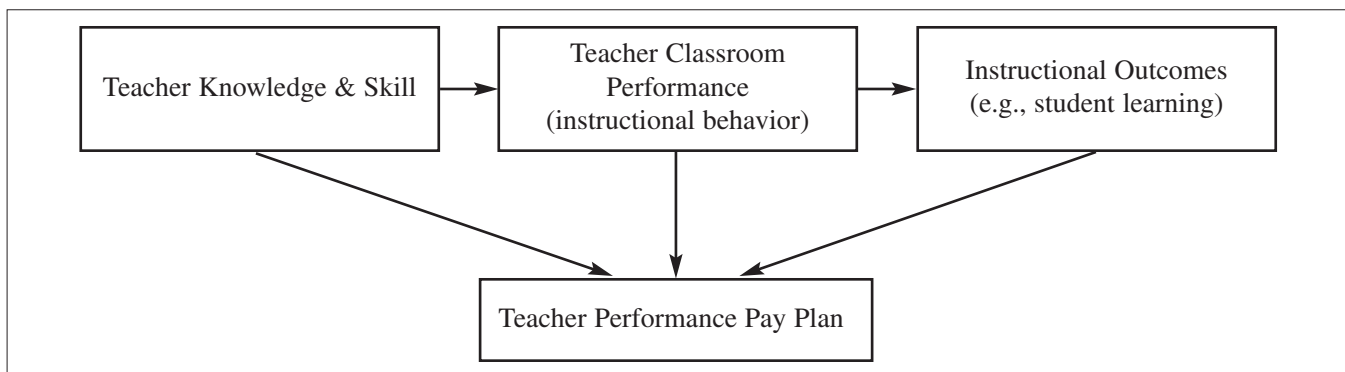 Teacher Knowledge & Skill
Teacher Classroom
Performance
(instructional behavior)
Instructional Outcomes
(e.g., student learning)
Teacher Performance Pay Plan